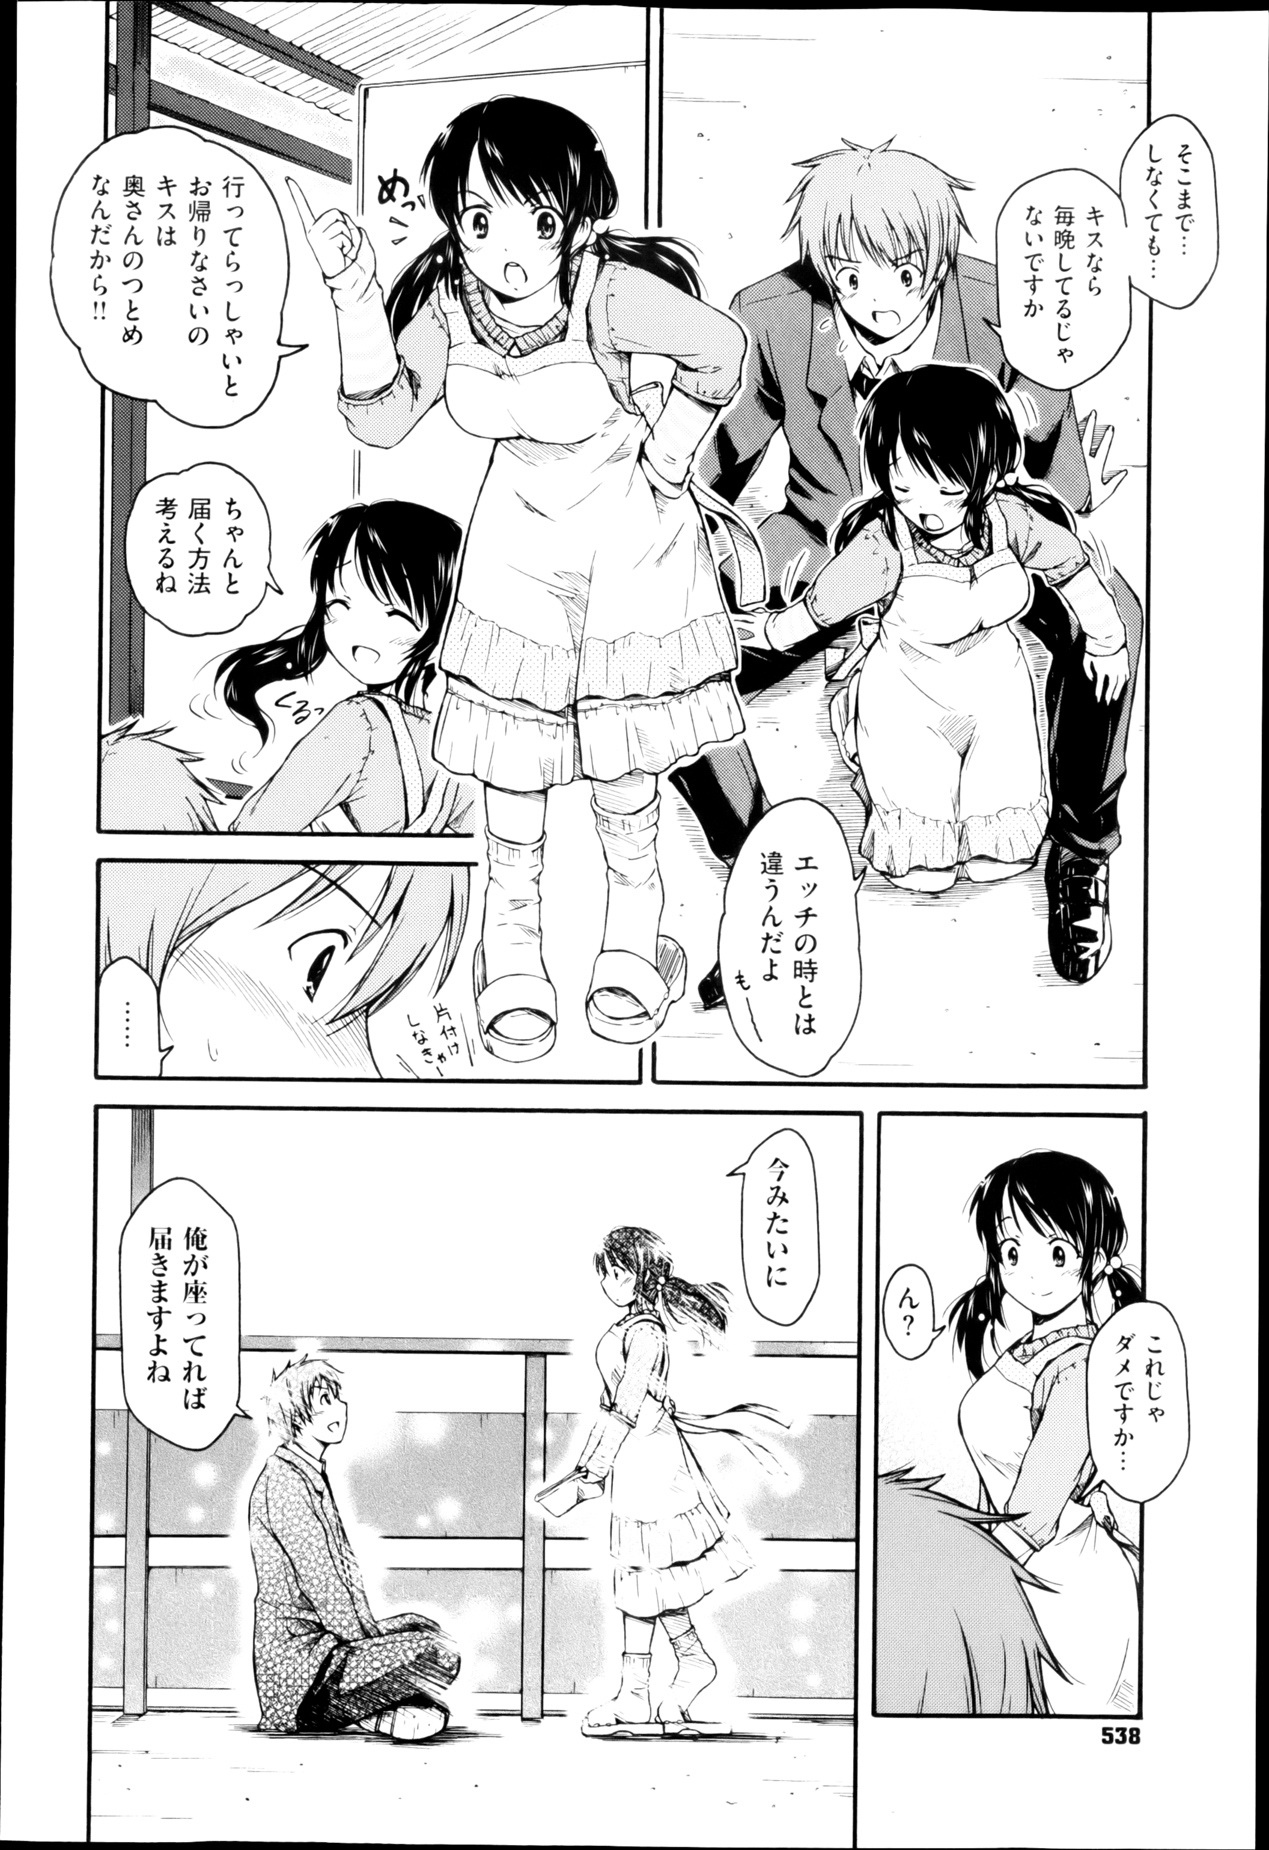 そこまで…
しなくても…
キスなら
毎晩してるじゃ
ないですか
エッチの時とは
違うんだよ
もー
めっ
行ってらっしゃいと
お帰りなさいの
キスは
奥さんのつとめ
なんだから!!
ちゃんと
届く方法
考えるね
くるっ
片付け
しなきゃー
……
これじゃ
ダメですか…
ん?
今みたいに
俺が座ってれば
届きますよね
538